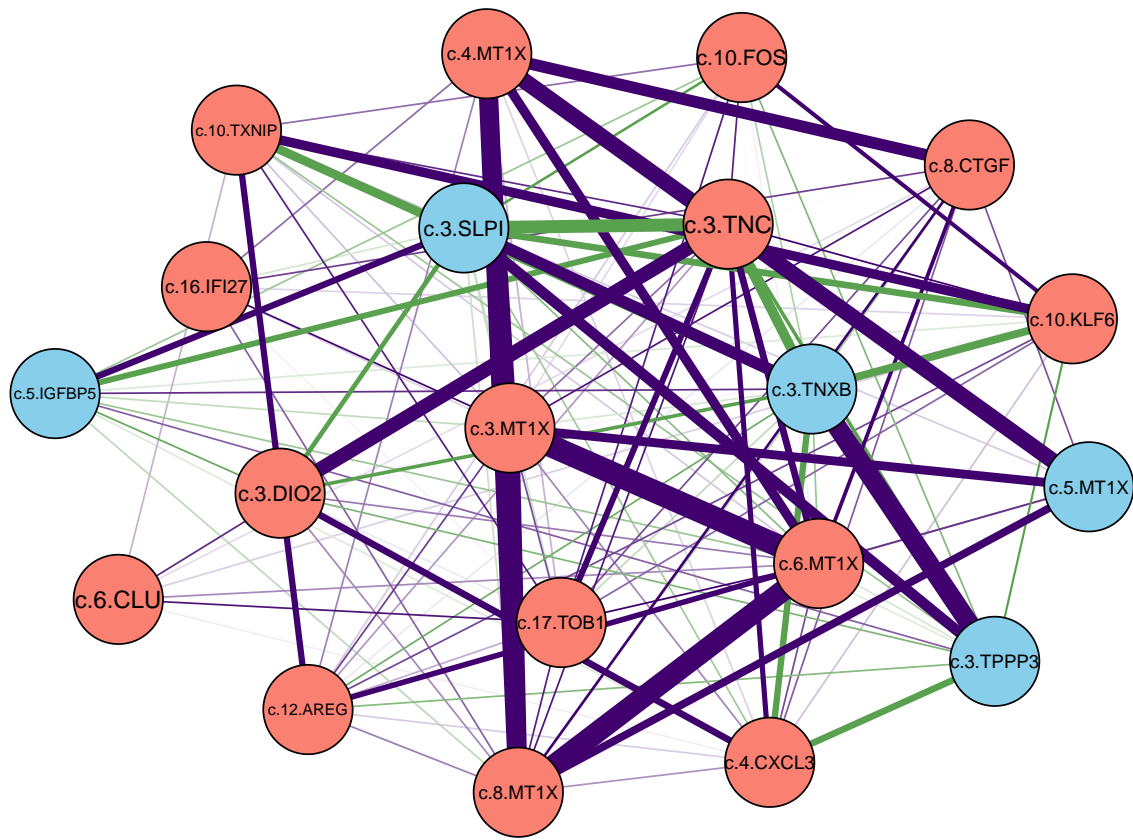 c.4.MT1X
c.10.FOS
c.10.TXNIP
c.8.CTGF
c.3.SLPI
c.3.TNC
c.16.IFI27
c.10.KLF6
c.5.IGFBP5
c.3.TNXB
c.3.MT1X
c.3.DIO2
c.5.MT1X
c.6.MT1X
c.6.CLU
c.17.TOB1
c.3.TPPP3
c.12.AREG
c.4.CXCL3
c.8.MT1X